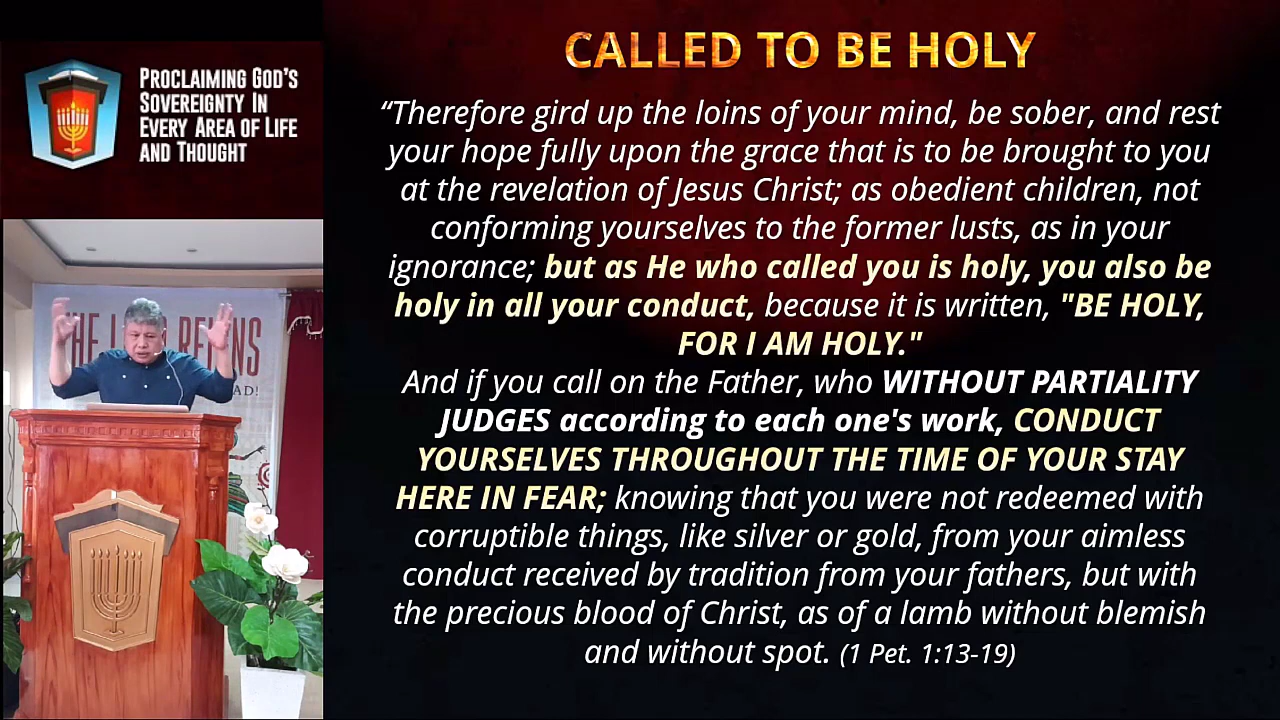 PROCLAIMING GOD'S
SOVEREIGNTY IN
EVERY AREA OF LIFE
AND THOUGHT
REIGNS
CALLED TO BE HOLY
“Therefore gird up the loins of your mind, be sober, and rest
your hope fully upon the grace that is to be brought to you
at the revelation of Jesus Christ; as obedient children, not
conforming yourselves to the former lusts, as in your
ignorance; but as He who called you is holy, you also be
holy in all your conduct, because it is written, "BE HOLY,
FOR I AM HOLY."
And if you call on the Father, who WITHOUT PARTIALITY
JUDGES according to each one's work, CONDUCT
YOURSELVES THROUGHOUT THE TIME OF YOUR STAY
HERE IN FEAR; knowing that you were not redeemed with
corruptible things, like silver or gold, from your aimless
conduct received by tradition from your fathers, but with
the precious blood of Christ, as of a lamb without blemish
and without spot. (1 Pet. 1:13-19)